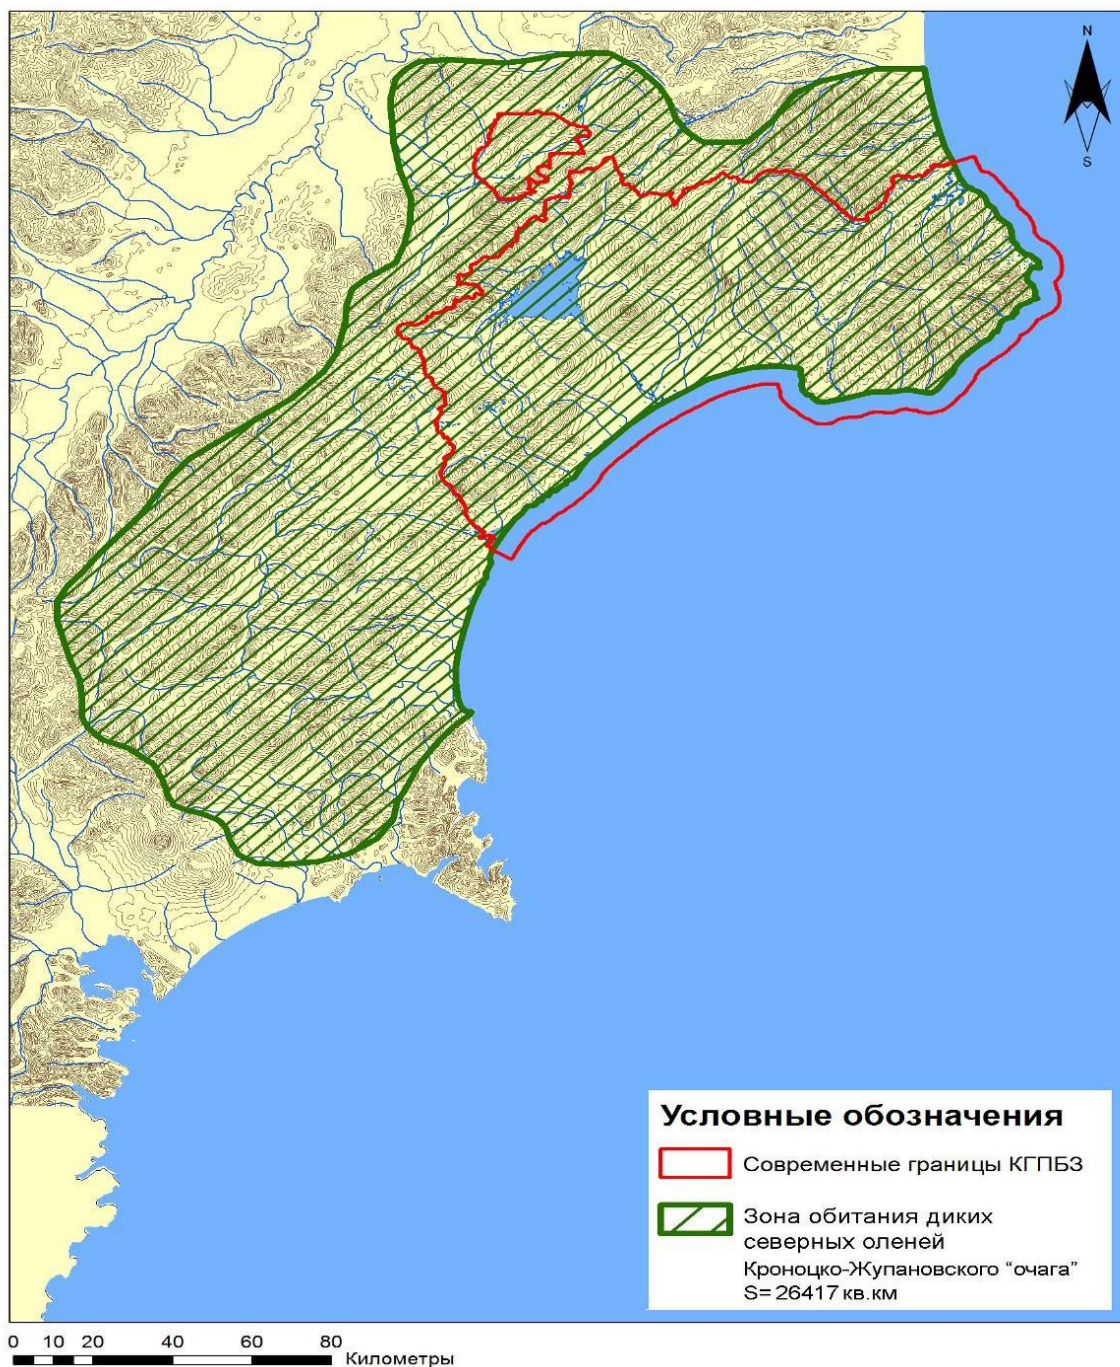 N
S
Условные обозначения
Современные границы КГПБЗ
Зона обитания диких
северных оленей
Кроноцко-Жупановского "очага"
S= 26417 кв.км
0 10 20 40 60 80
Километры